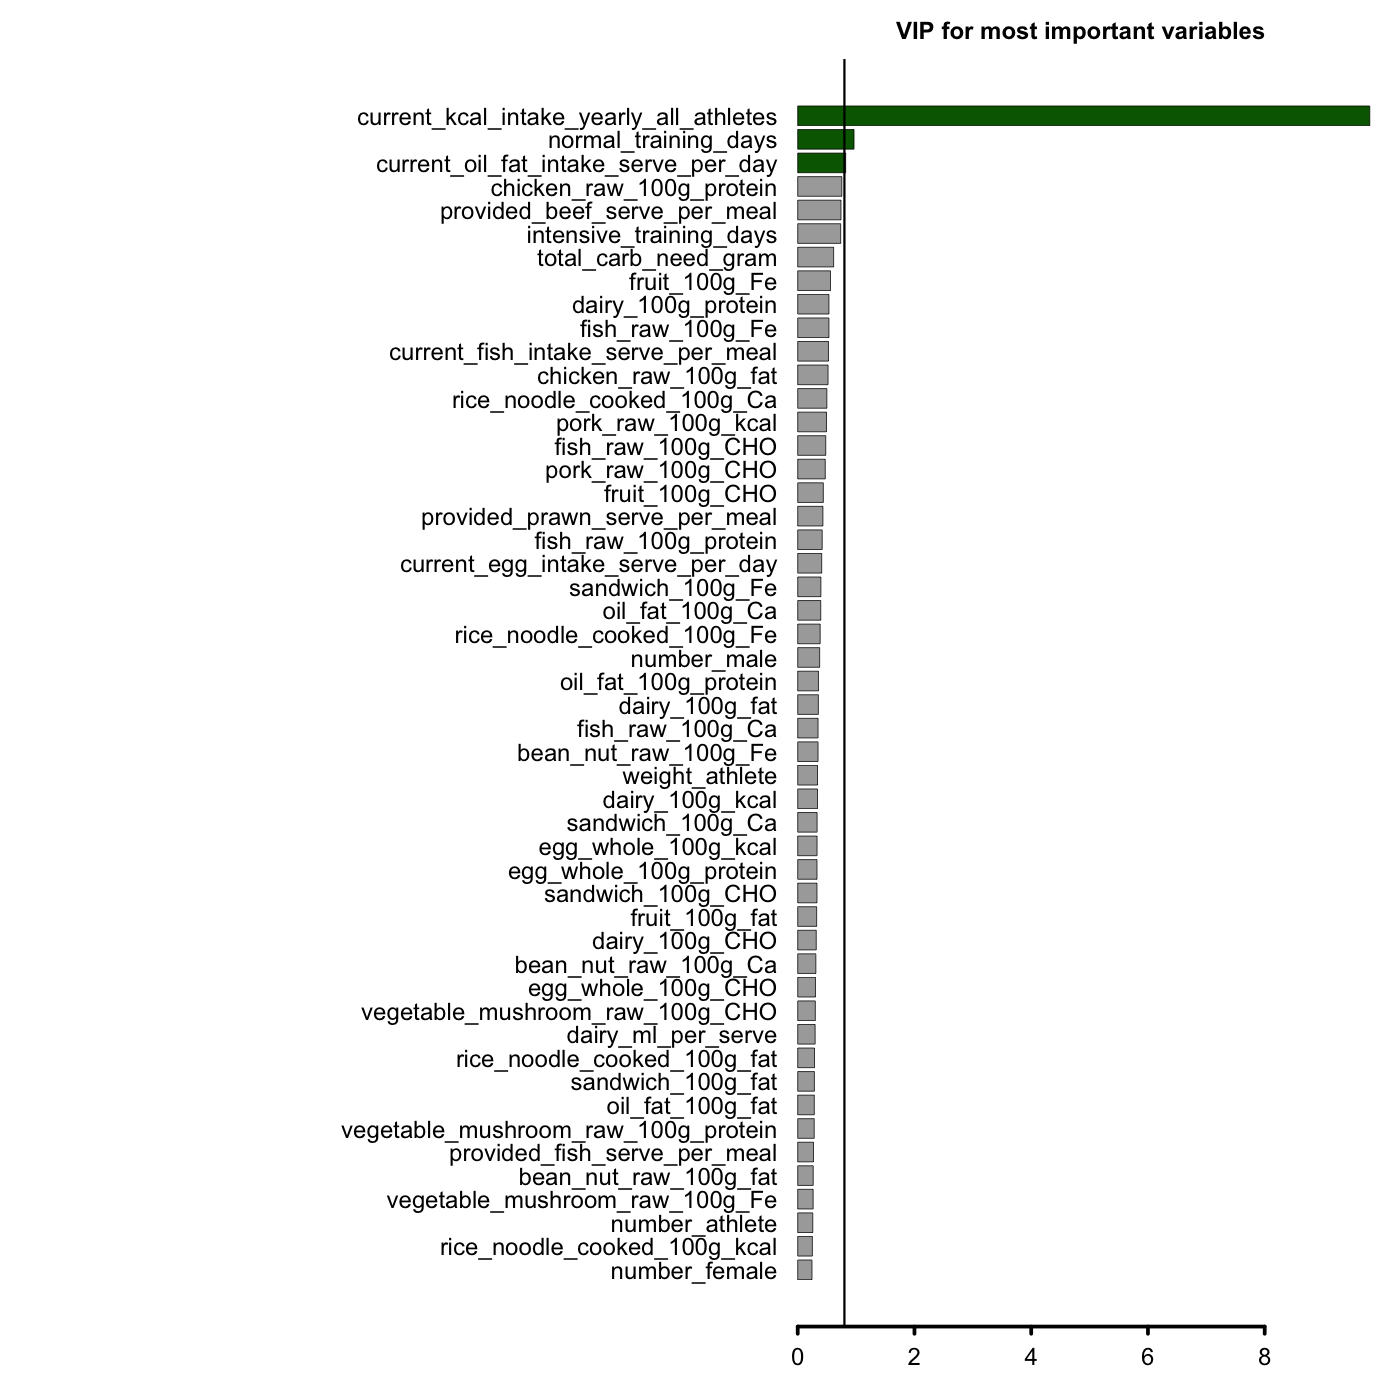 VIP for most important variables
current_kcal_intake_yearly_all_athletes
normal_training_days
current_oil_fat_intake_serve_per_day
chicken_raw_100g_protein
provided_beef_serve_per_meal
intensive_training_days
total_carb_need_gram
fruit_100g_Fe
dairy_100g_protein
fish_raw_100g_Fe
current_fish_intake_serve_per_meal
chicken_raw_100g_fat
rice_noodle_cooked_100g_Ca
pork_raw_100g_kcal
fish_raw_100g_CHO
pork_raw_100g_CHO
fruit_100g_CHO
provided_prawn_serve_per_meal
fish_raw_100g_protein
current_egg_intake_serve_per_day
sandwich_100g_Fe
oil_fat_100g_Ca
rice_noodle_cooked_100g_Fe
number_male
oil_fat_100g_protein
dairy_100g_fat
fish_raw_100g_Ca
bean_nut_raw_100g_Fe
weight_athlete
dairy_100g_kcal
sandwich_100g_Ca
egg_whole_100g_kcal
egg_whole_100g_protein
sandwich_100g_CHO
fruit_100g_fat
dairy_100g_CHO
bean_nut_raw_100g_Ca
egg_whole_100g_CHO
vegetable_mushroom_raw_100g_CHO
dairy_ml_per_serve
rice_noodle_cooked_100g_fat
sandwich_100g_fat
oil_fat_100g_fat
vegetable_mushroom_raw_100g_protein
provided_fish_serve_per_meal
bean_nut_raw_100g_fat
vegetable_mushroom_raw_100g_Fe
number_athlete
rice_noodle_cooked_100g_kcal
number_female
0 2 4 6 8